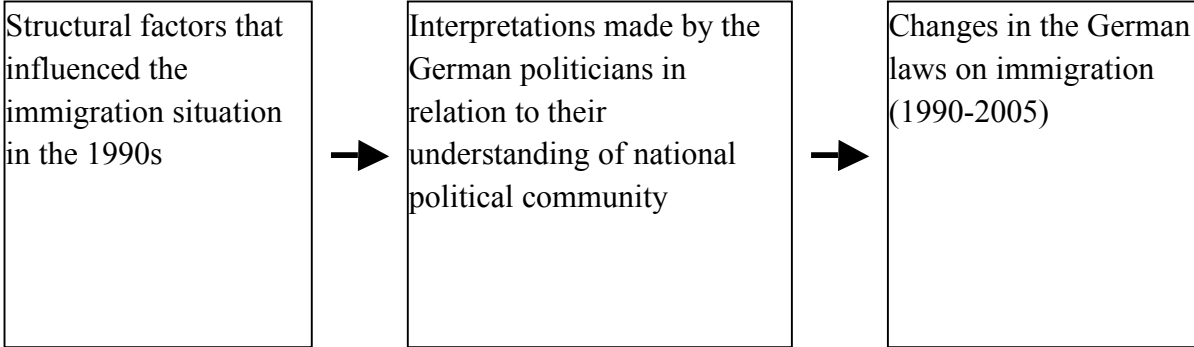 Structural factors that
influenced the
immigration situation
in the 1990s
Interpretations made by the
German politicians in
relation to their
understanding of national
political community
Changes in the German
laws on immigration
(1990-2005)